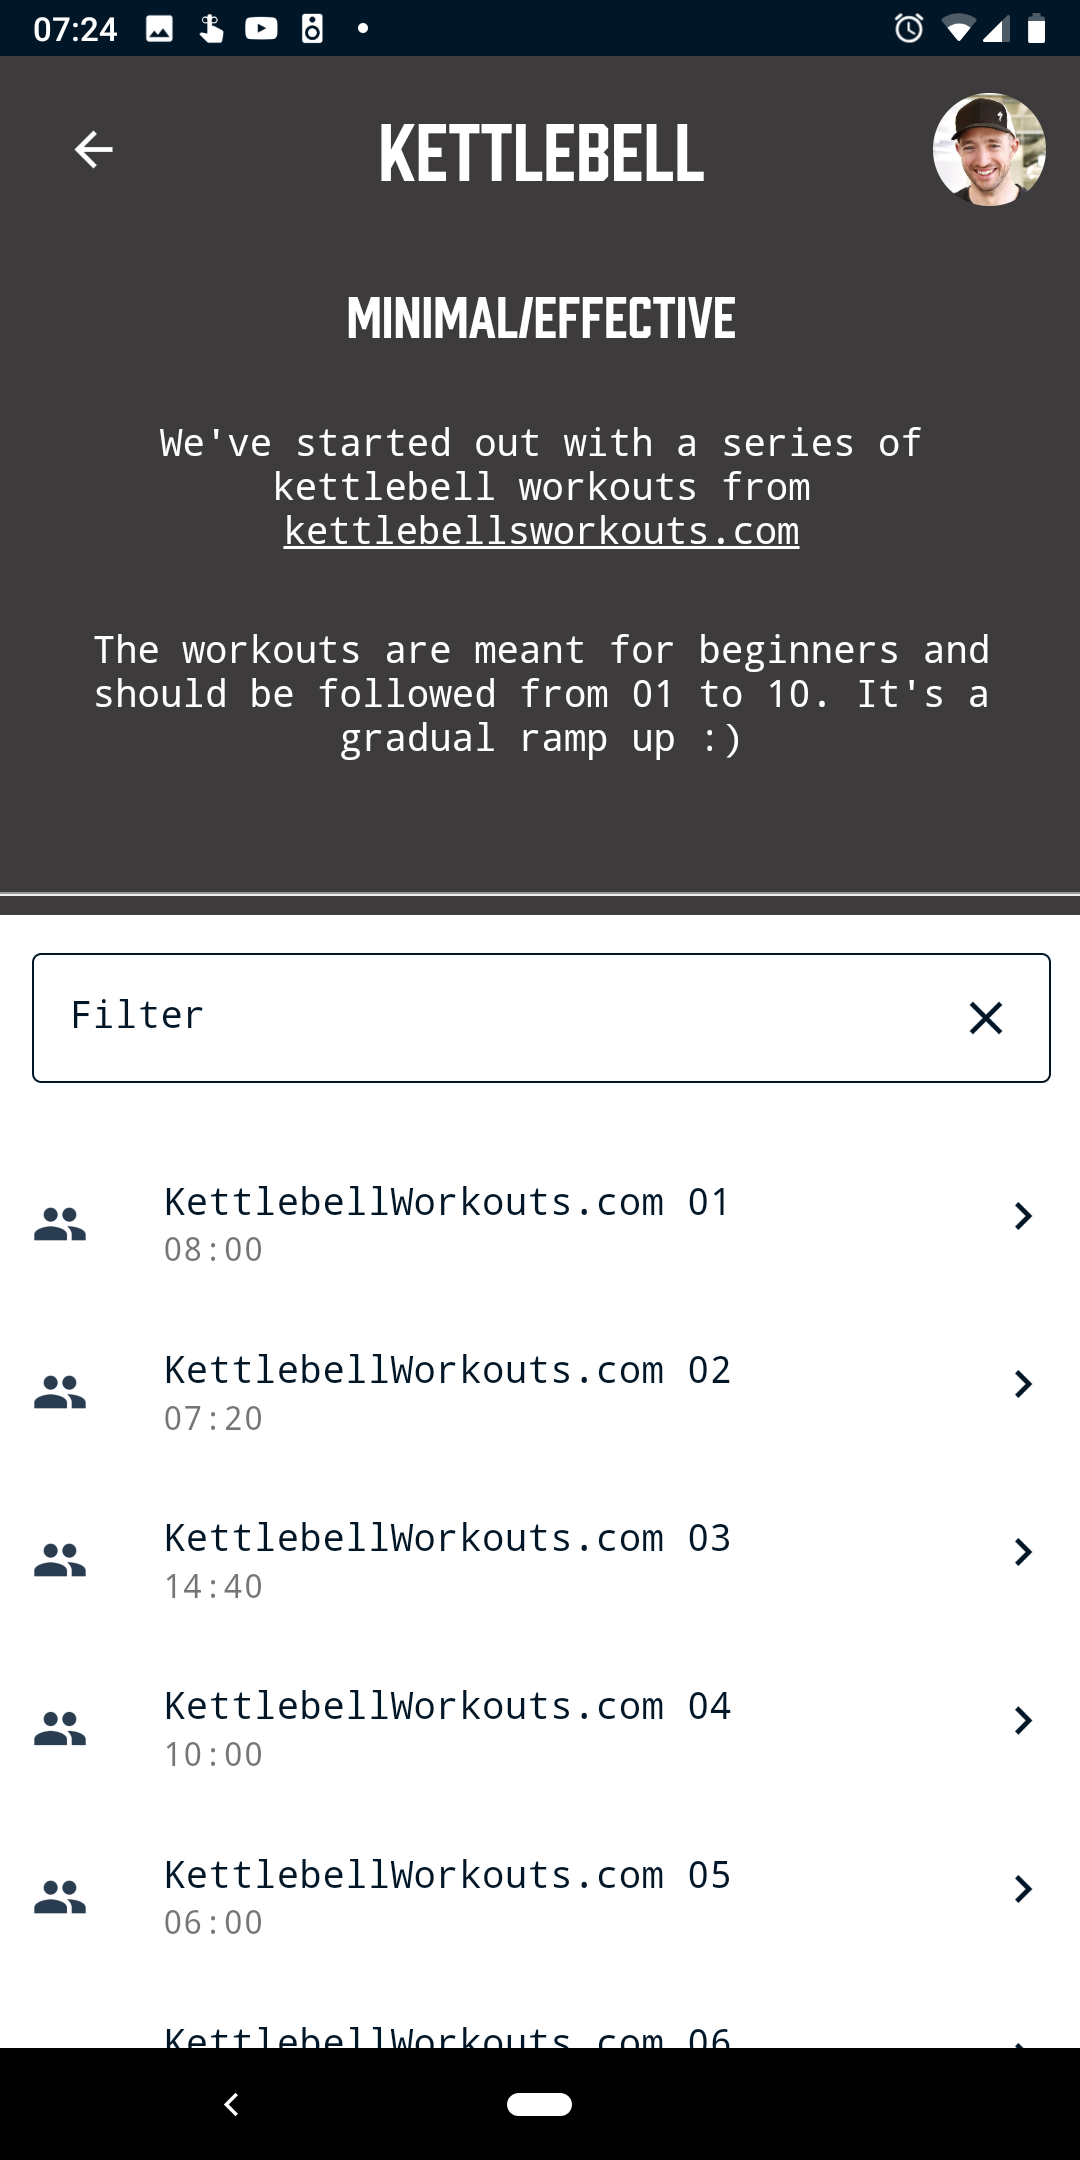 07:24
KETTLEBELL
MINIMAL/EFFECTIVE
We've started out with a series of
kettlebell workouts from
kettlebellsworkouts.com
The workouts are meant for beginners and
should be followed from 01 to 10. It's a
gradual ramp up :)
Filter
KettlebellWorkouts.com 01
08:00
KettlebellWorkouts.com 02
07:20
KettlebellWorkouts.com 03
14:40
KettlebellWorkouts.com 04
10:00
KettlebellWorkouts.com 05
06:00
KettlebellWorkouts.com 06